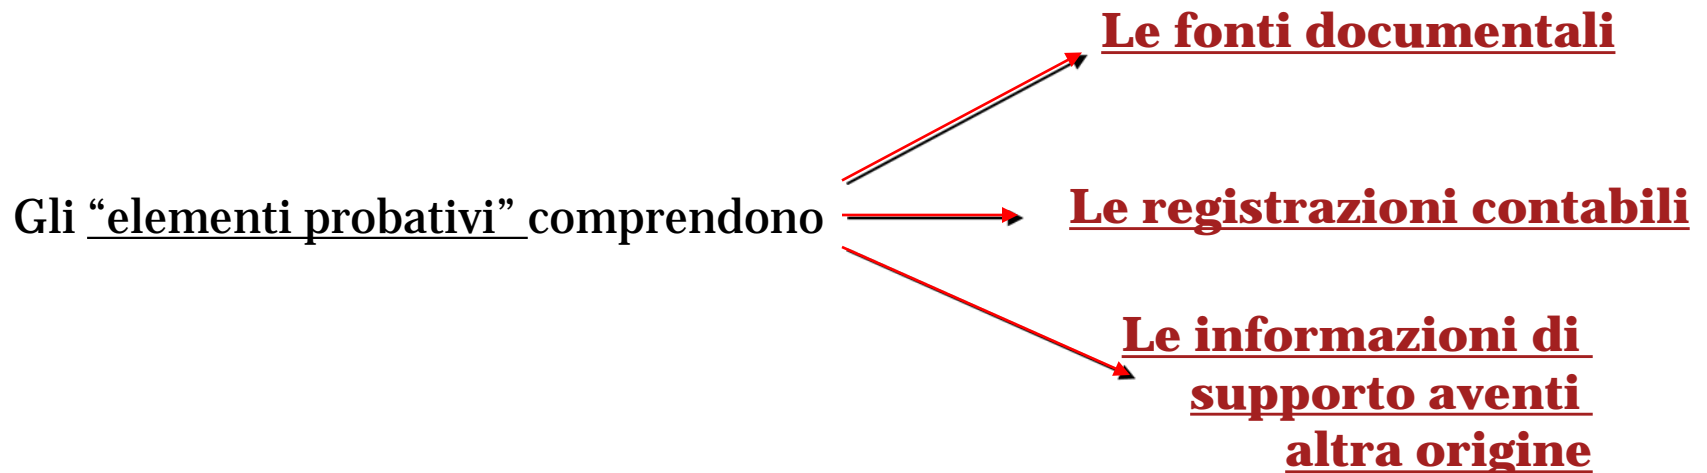 Le fonti documentali
Gli “elementi probativi” comprendono
Le registrazioni contabili
Le informazioni di
supporto aventi
altra origine